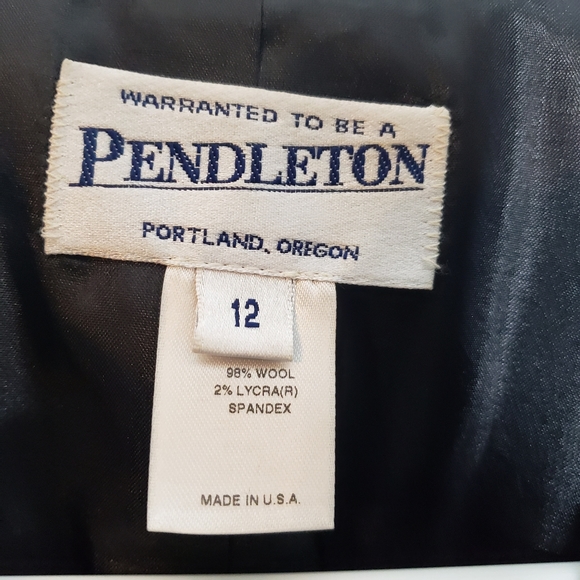 WARRANTED TO BE A
PENDLETON
PORTLAND, OREGON
12
98% WOOL
2% LYCRA(R)
SPANDEX
MADE IN U.S.A.